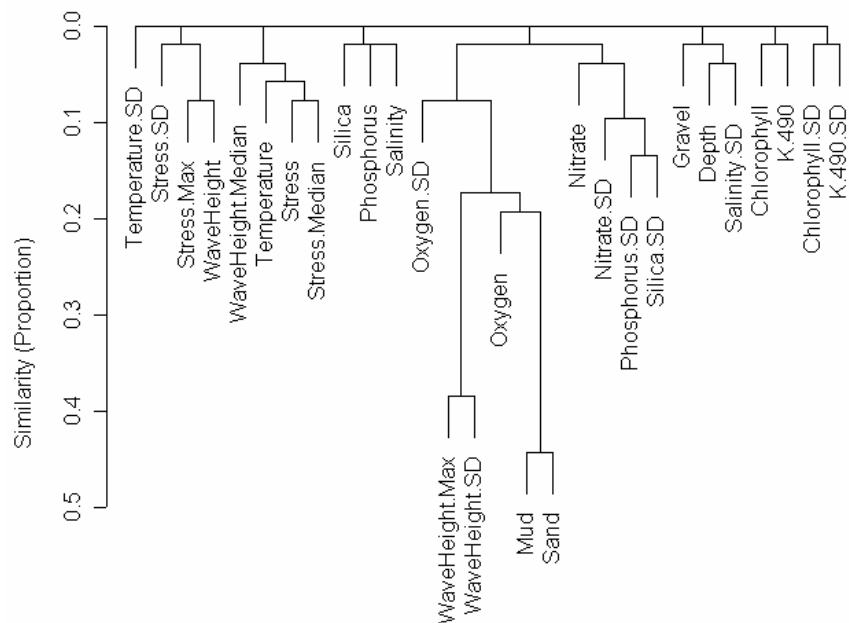 0.0
0.1
0.2
0.3
0.4
0.5
Similarity (Proportion)
Temperature.SD
Stress.SD
Stress.Max
WaveHeight
WaveHeight.Median
Temperature
Stress
Stress.Median
Silica
Phosphorus
Salinity
Oxygen.SD
WaveHeight.Max
WaveHeight.SD
Oxygen
Mud
Sand
Nitrate
Nitrate.SD
Phosphorus.SD
Silica.SD
Gravel
Depth
Salinity.SD
Chlorophyll
K.490
Chlorophyll.SD
K.490.SD